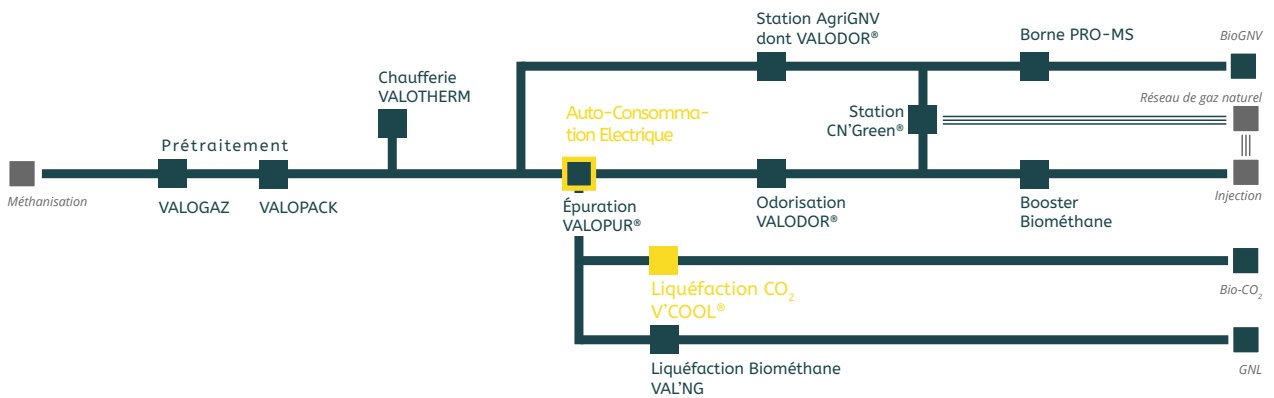 Station AgriGNV
dont VALODOR®
Borne PRO-MS
BioGNV
Chaufferie
VALOTHERM
Réseau de gaz naturel
Auto-Consomma-
tion Electrique
Station
CN'Green®
Prétraitement
Méthanisation
VALOGAZ
VALOPACK
Épuration
VALOPUR®
Odorisation
VALODOR®
Booster
Biométhane
Injection
Liquéfaction CO₂
V'COOL®
Bio-CO₂
Liquéfaction Biométhane
VAL'NG
GNL